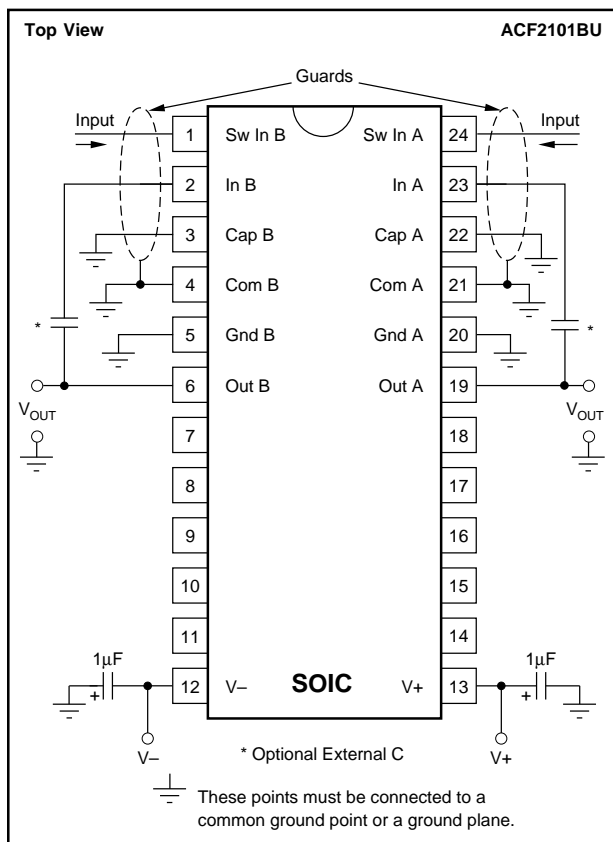 Top View
ACF2101BU
Guards
Input
Input
1 Sw In B Sw In A 24
2 In B In A 23
3 Cap B Cap A 22
4 Com B Com A 21
* 5 Gnd B Gnd A 20 *
6 Out B Out A 19
VOUT
VOUT
7 18
8 17
9 16
10 15
11 14
1µF
1µF
+ 12 V– SOIC V+ 13 +
V–
V+
* Optional External C
These points must be connected to a
common ground point or a ground plane.